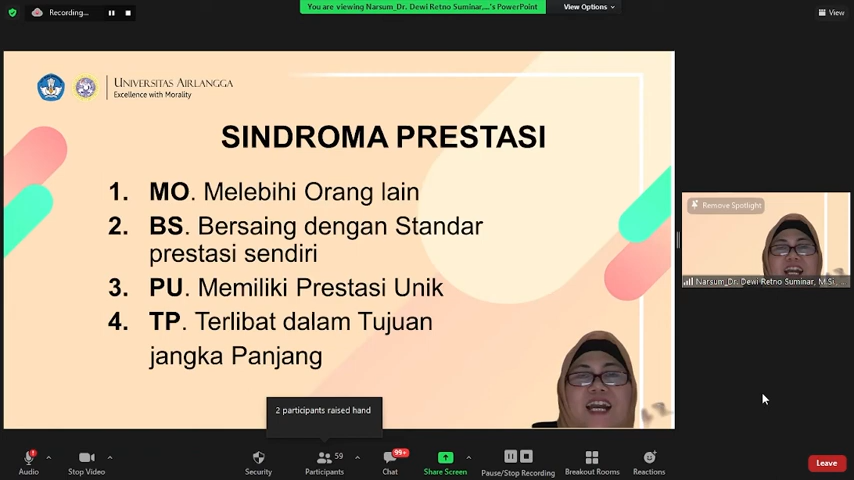 Recording...
You are viewing Narsum_Dr. Dewi Retno Suminar,...'s PowerPoint
View Options
View
UNIVERSITAS AIRLANGGA
Excellence with Morality
SINDROMA PRESTASI
1. MO. Melebihi Orang lain
2. BS. Bersaing dengan Standar
prestasi sendiri
3. PU. Memiliki Prestasi Unik
4. TP. Terlibat dalam Tujuan
jangka Panjang
Remove Spotlight
Narsum_Dr. Dewi Retno Suminar, M.Si., ...
2 participants raised hand
Audio
Stop Video
Security
Participants
59
Chat
99+
Share Screen
Pause/Stop Recording
Breakout Rooms
Reactions
Leave